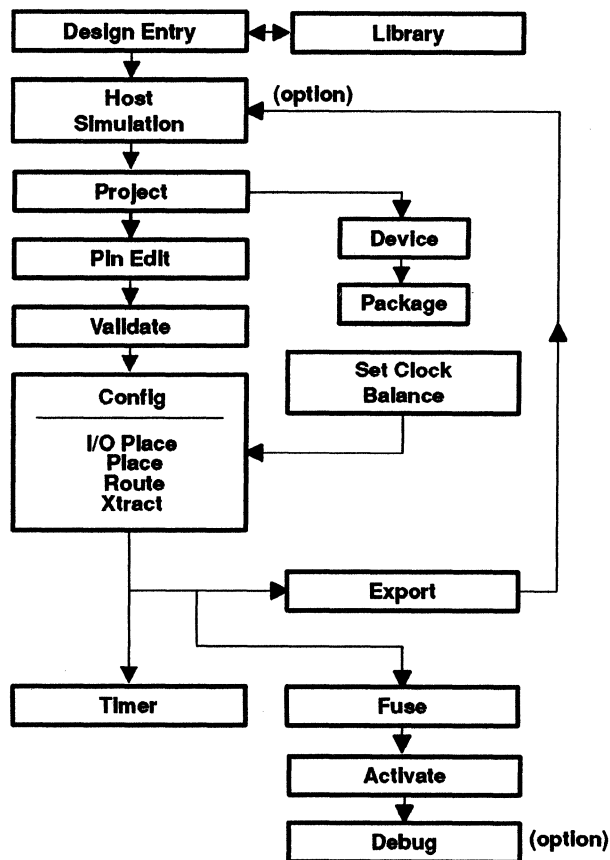 Design Entry
Library
Host
Simulation
(option)
Project
Device
Pin Edit
Package
Validate
Set Clock
Balance
Config
I/O Place
Place
Route
Xtract
Export
Timer
Fuse
Activate
Debug
(option)